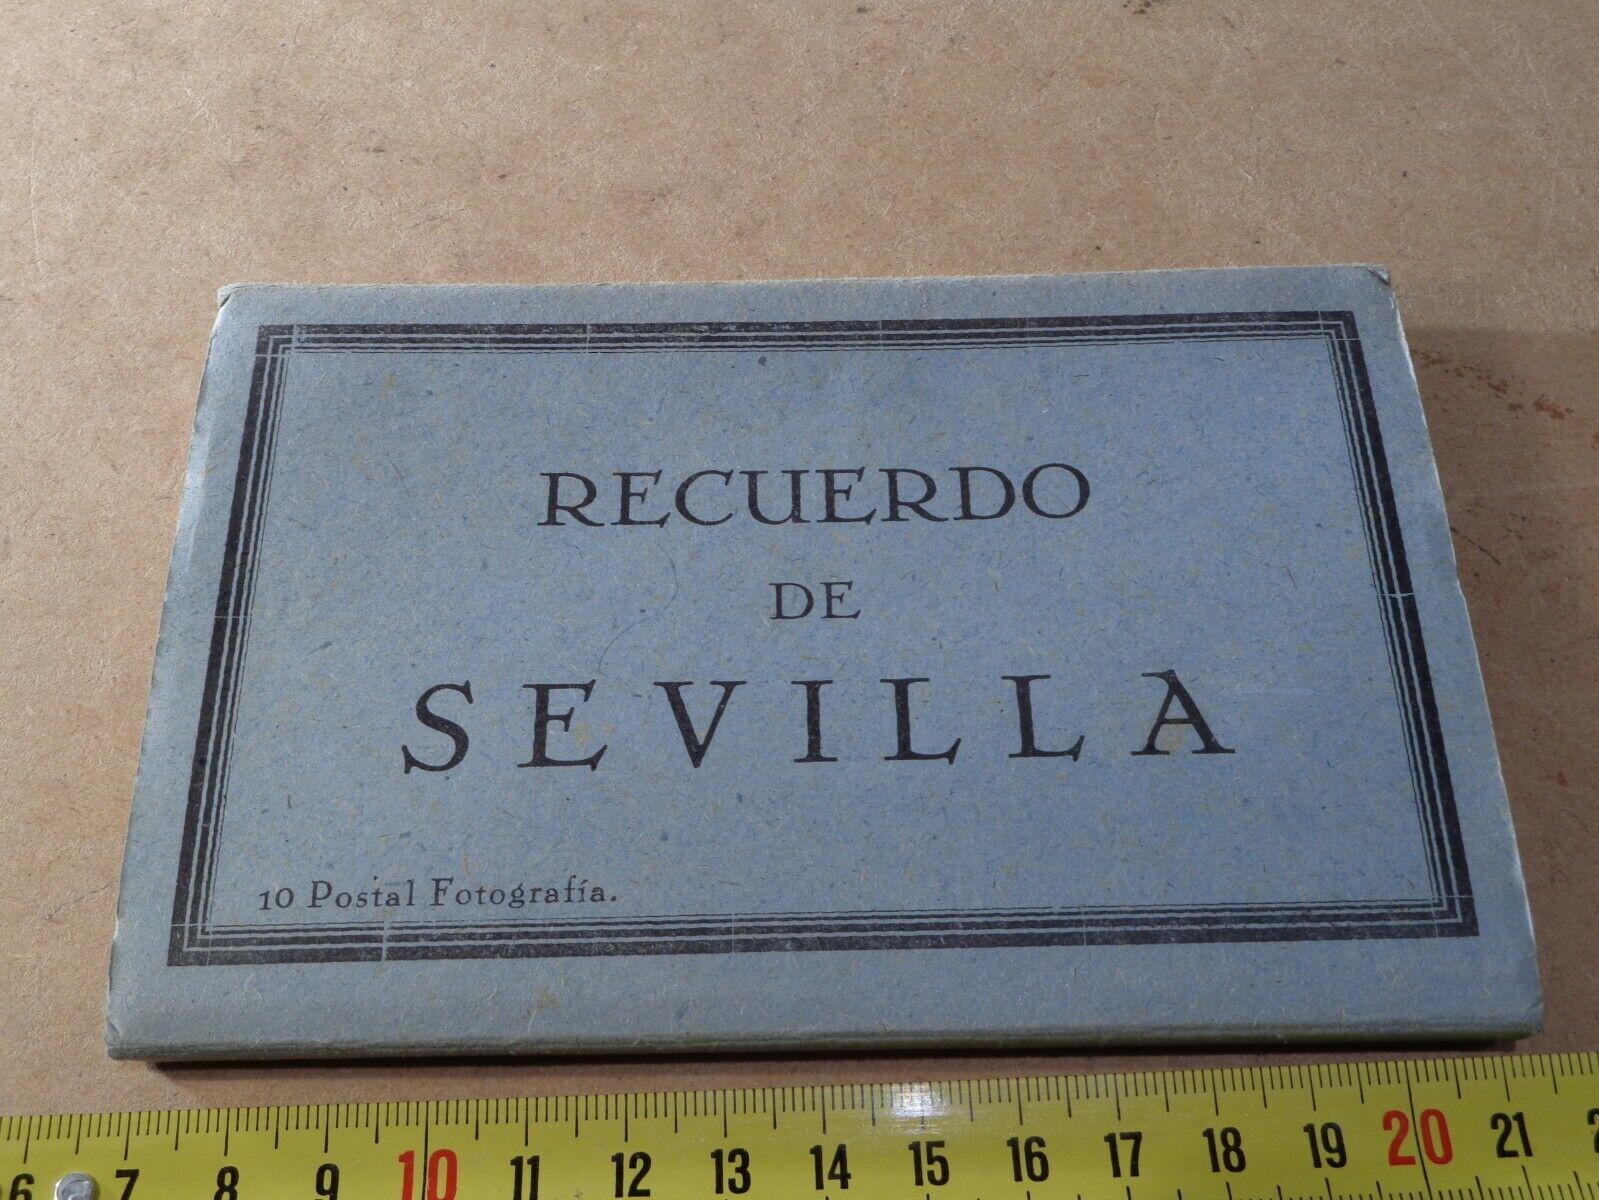 RECUERDO
DE
SEVILLA
10 Postal Fotografía.
6 7 8 9 10 11 12 13 14 15 16 17 18 19 20 21